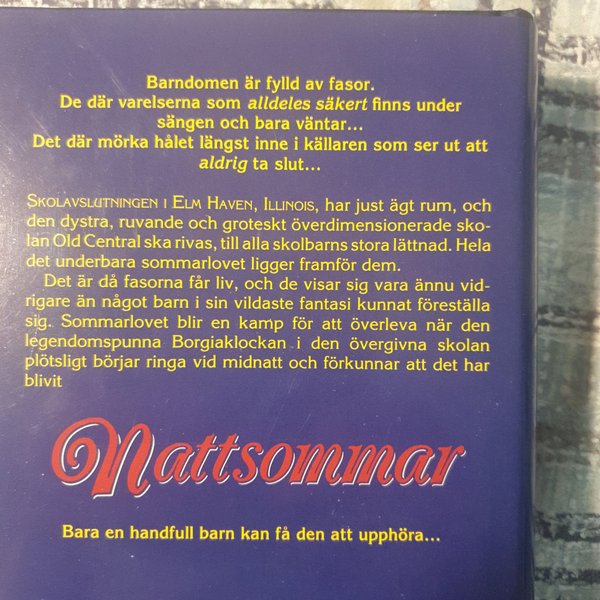 Barndomen är fylld av fasor.
De där varelserna som alldeles säkert finns under
sängen och bara väntar...
Det där mörka hålet längst inne i källaren som ser ut att
aldrig ta slut...
SKOLAVSLUTNINGEN I ELM HAVEN, ILLINOIS, har just ägt rum, och
den dystra, ruvande och groteskt överdimensionerade sko-
lan Old Central ska rivas, till alla skolbarns stora lättnad. Hela
det underbara sommarlovet ligger framför dem.
Det är då fasorna får liv, och de visar sig vara ännu vid-
rigare än något barn i sin vildaste fantasi kunnat föreställa
sig. Sommarlovet blir en kamp för att överleva när den
legendomspunna Borgiaklockan i den övergivna skolan
plötsligt börjar ringa vid midnatt och förkunnar att det har
blivit
Nattsommar
Bara en handfull barn kan få den att upphöra...